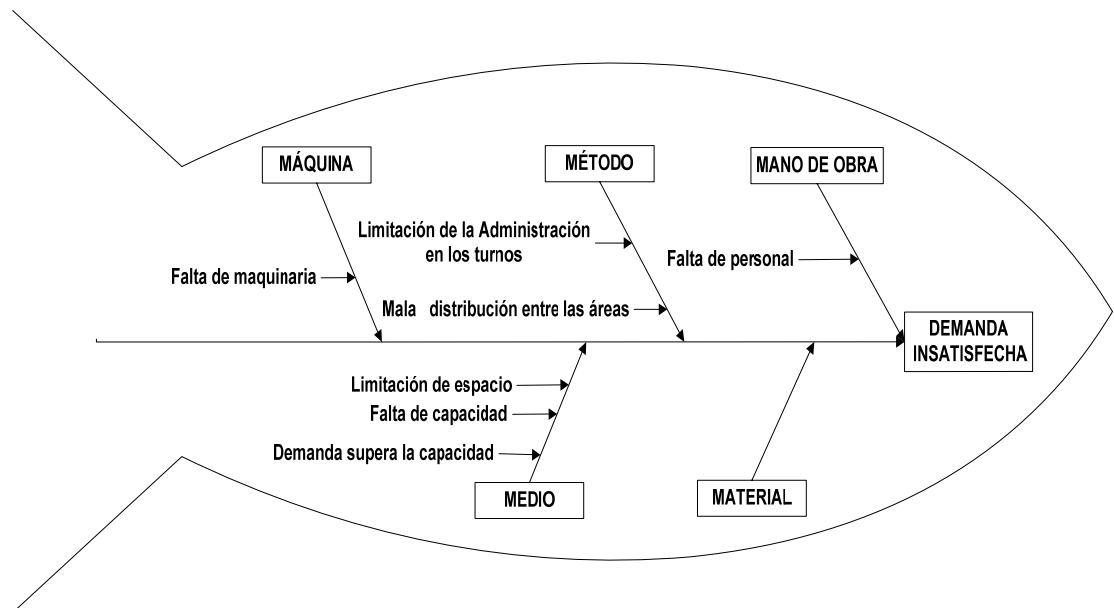 MÁQUINA
MÉTODO
MANO DE OBRA
Limitación de la Administración
en los turnos
Falta de maquinaria
Falta de personal
Mala distribución entre las áreas
DEMANDA
INSATISFECHA
Limitación de espacio
Falta de capacidad
Demanda supera la capacidad
MEDIO
MATERIAL